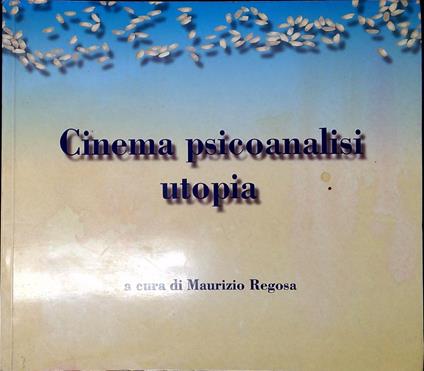 Cinema psicoanalisi
utopia
a cura di Maurizio Regosa